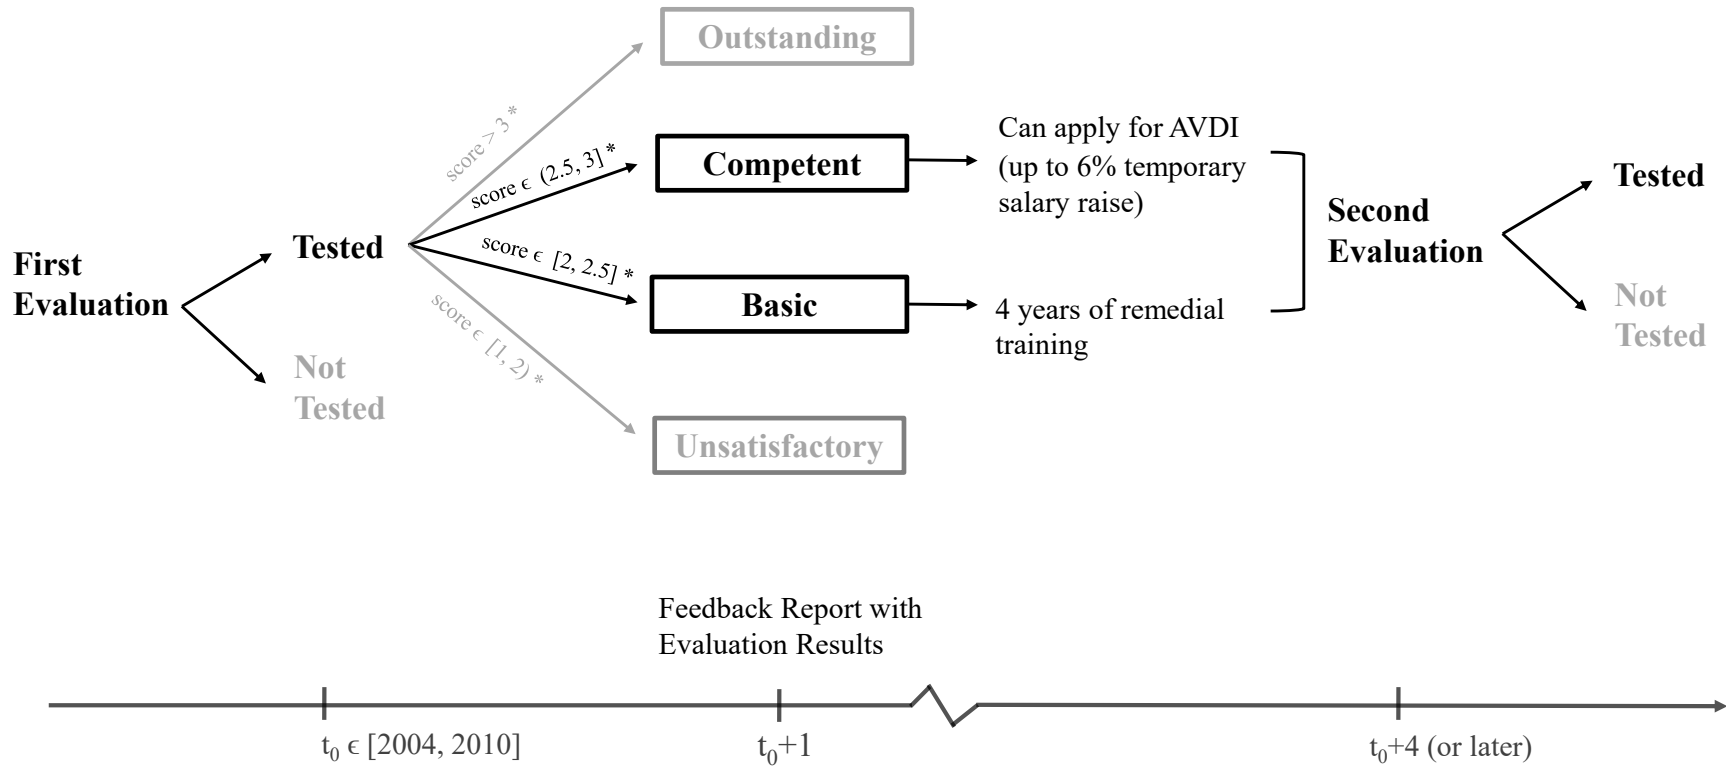 Outstanding
score > 3 *
Can apply for AVDI
(up to 6% temporary
salary raise)
Competent
score ϵ (2.5, 3] *
Tested
Second
Evaluation
Tested
score ϵ [2, 2.5] *
First
Evaluation
Basic
4 years of remedial
training
Not
Tested
score ϵ [1, 2) *
Not
Tested
Unsatisfactory
Feedback Report with
Evaluation Results
t₀ ϵ [2004, 2010]
t₀+1
t₀+4 (or later)